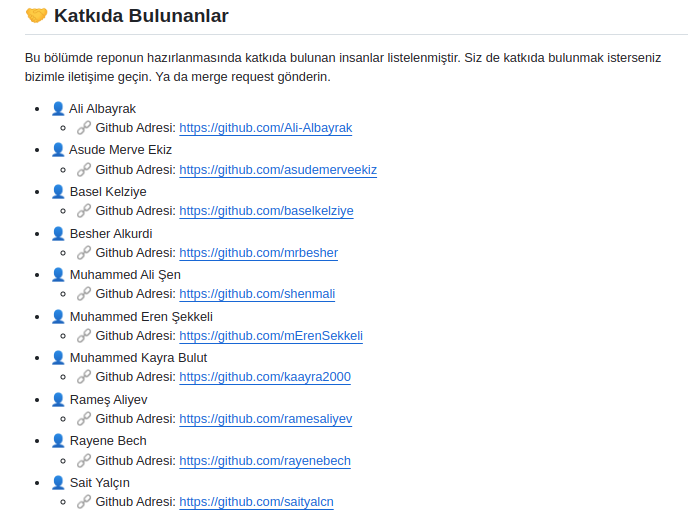 🤝 Katkıda Bulunanlar
Bu bölümde reponun hazırlanmasında katkıda bulunan insanlar listelenmiştir. Siz de katkıda bulunmak isterseniz
bizimle iletişime geçin. Ya da merge request gönderin.
👤 Ali Albayrak
🔗 Github Adresi: https://github.com/Ali-Albayrak
👤 Asude Merve Ekiz
🔗 Github Adresi: https://github.com/asudemerveekiz
👤 Basel Kelziye
🔗 Github Adresi: https://github.com/baselkelziye
👤 Besher Alkurdi
🔗 Github Adresi: https://github.com/mrbesher
👤 Muhammed Ali Şen
🔗 Github Adresi: https://github.com/shenmali
👤 Muhammed Eren Şekkeli
🔗 Github Adresi: https://github.com/mErenSekkeli
👤 Muhammed Kayra Bulut
🔗 Github Adresi: https://github.com/kaayra2000
👤 Rameş Aliyev
🔗 Github Adresi: https://github.com/ramesaliyev
👤 Rayene Bech
🔗 Github Adresi: https://github.com/rayenebech
👤 Sait Yalçın
🔗 Github Adresi: https://github.com/saityalcn